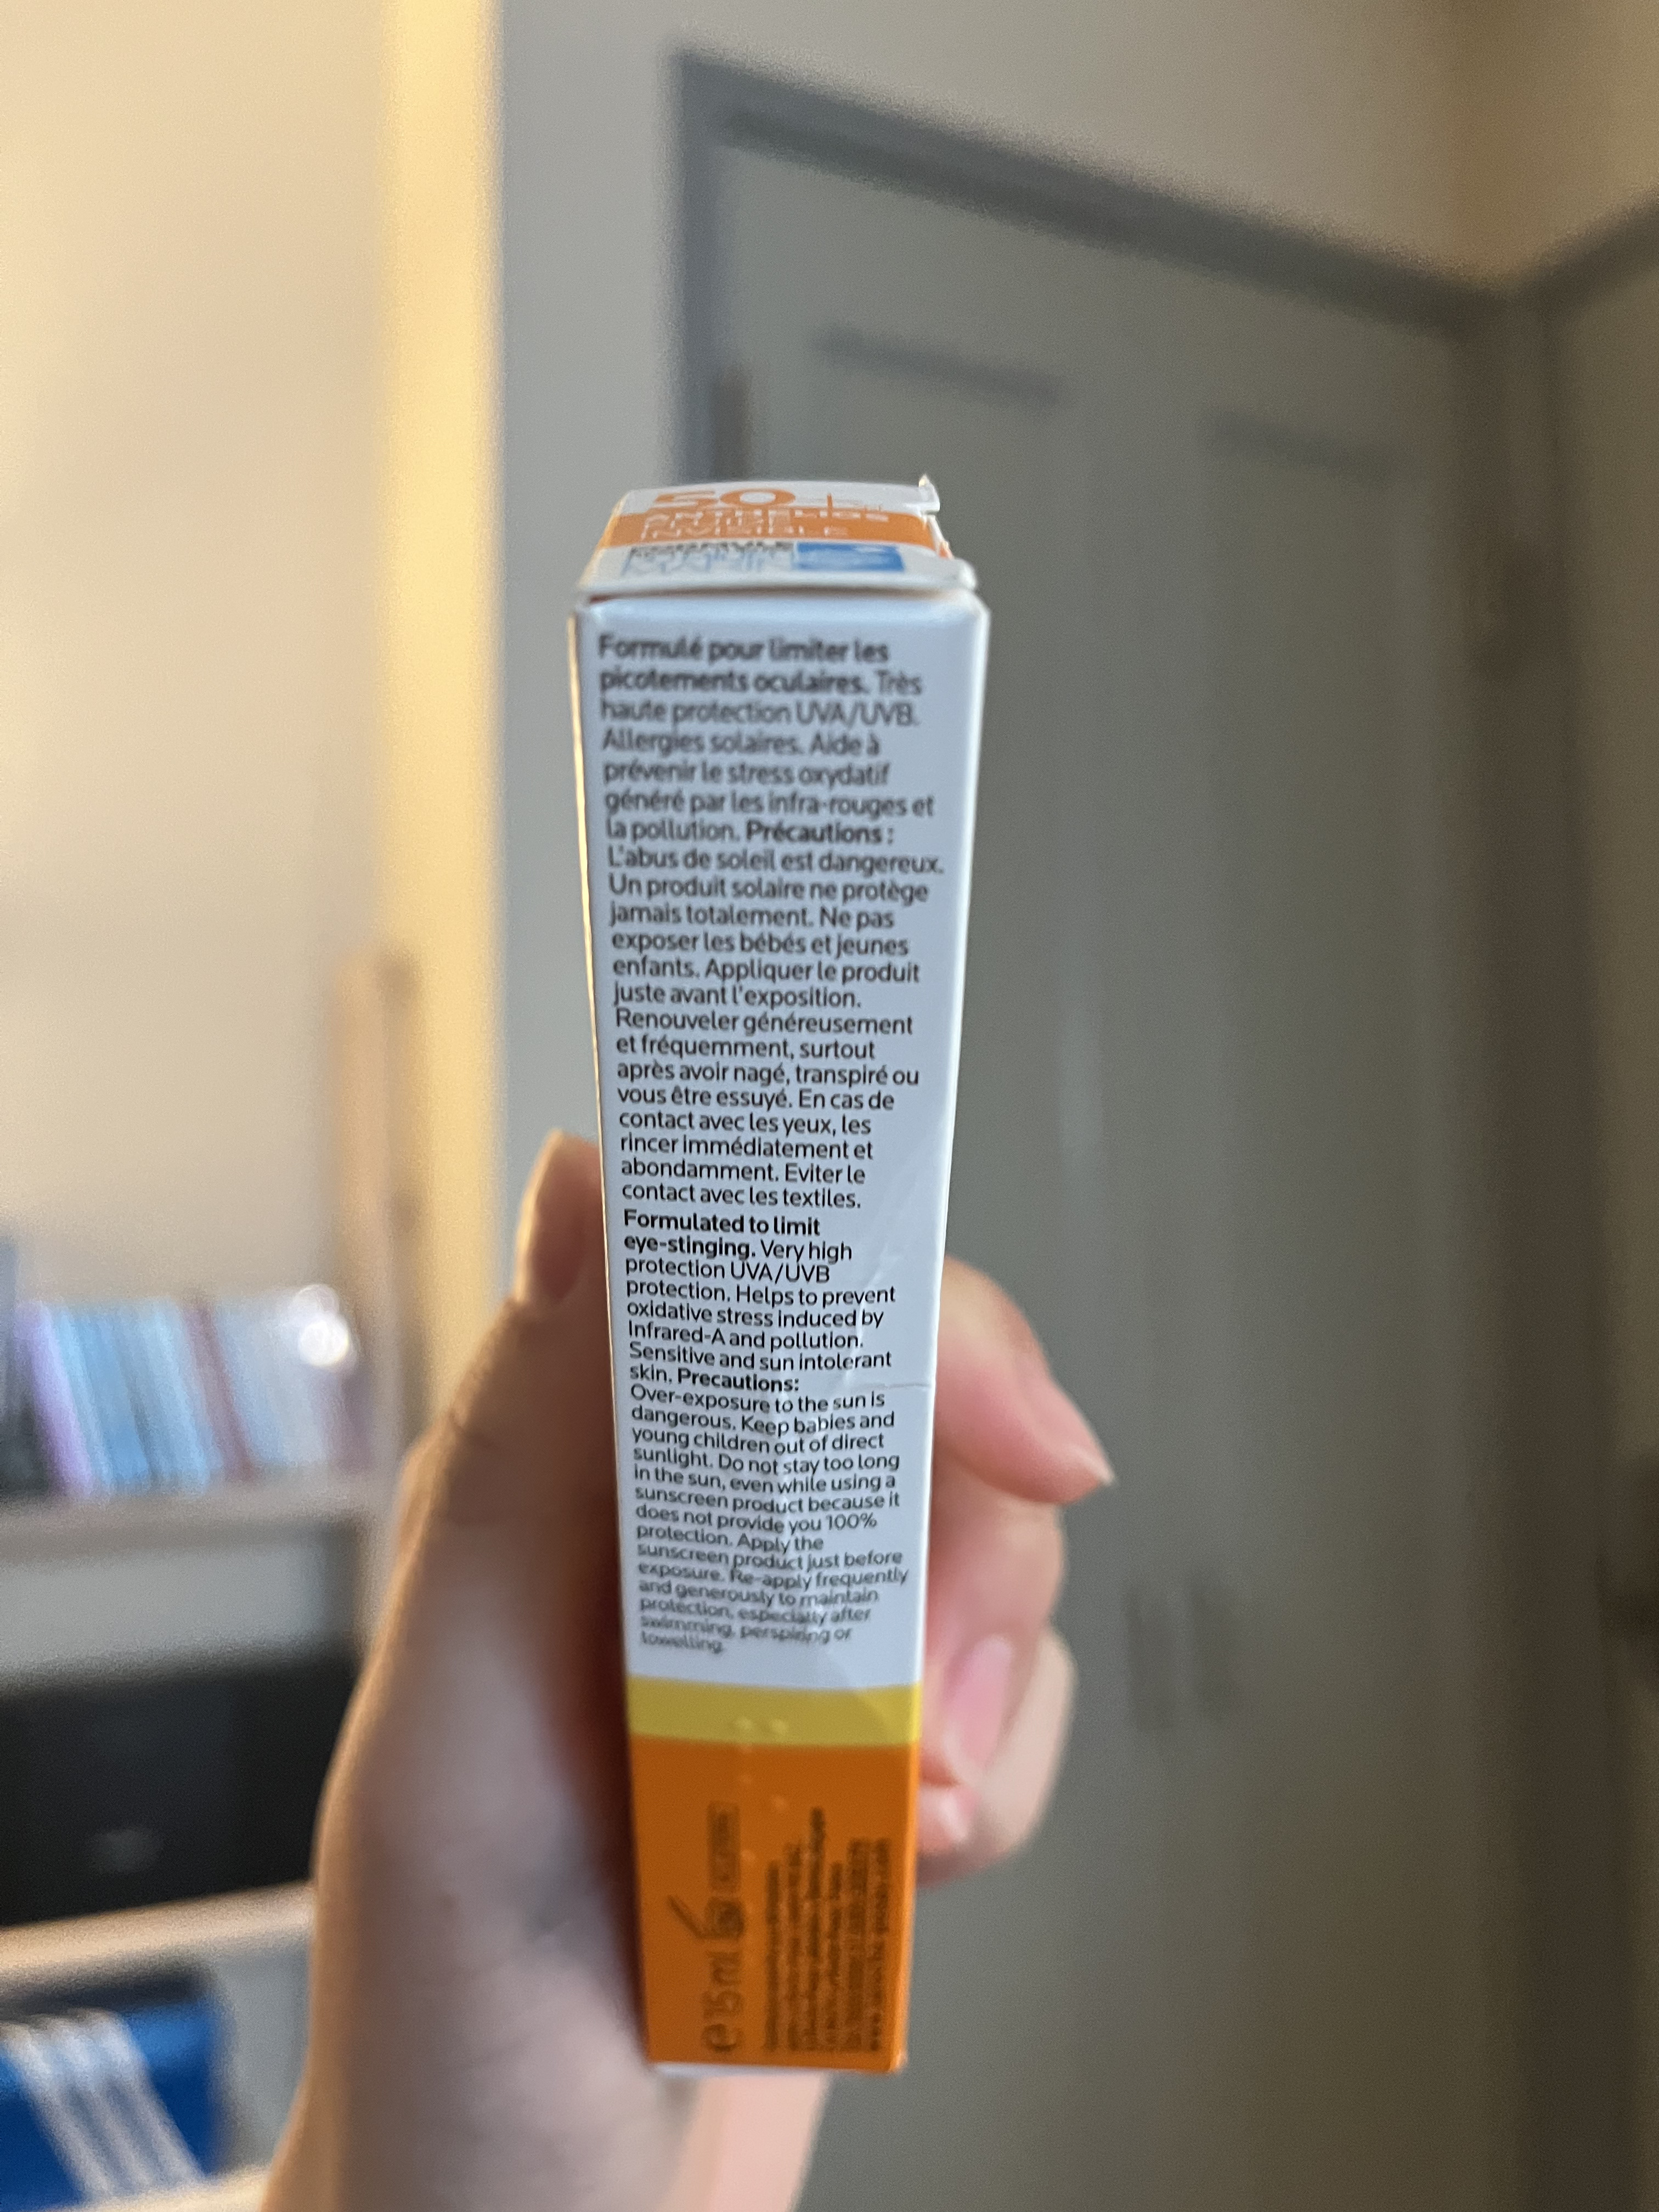 50+
ANTHELIOS
INVISIBLE
Formulé pour limiter les
picotements oculaires. Très
haute protection UVA/UVB.
Allergies solaires. Aide à
prévenir le stress oxydatif
généré par les infra-rouges et
la pollution. Précautions :
L'abus de soleil est dangereux.
Un produit solaire ne protège
jamais totalement. Ne pas
exposer les bébés et jeunes
enfants. Appliquer le produit
juste avant l'exposition.
Renouveler généreusement
et fréquemment, surtout
après avoir nagé, transpiré ou
vous être essuyé. En cas de
contact avec les yeux, les
rincer immédiatement et
abondamment. Eviter le
contact avec les textiles.
Formulated to limit
eye-stinging. Very high
protection UVA/UVB
protection. Helps to prevent
oxidative stress induced by
Infrared-A and pollution.
Sensitive and sun intolerant
skin. Precautions:
Over-exposure to the sun is
dangerous. Keep babies and
young children out of direct
sunlight. Do not stay too long
in the sun, even while using a
sunscreen product because it
does not provide you 100%
protection. Apply the
sunscreen product just before
exposure. Re-apply frequently
and generously to maintain
protection, especially after
swimming, perspiring or
towelling.
e 15 ml